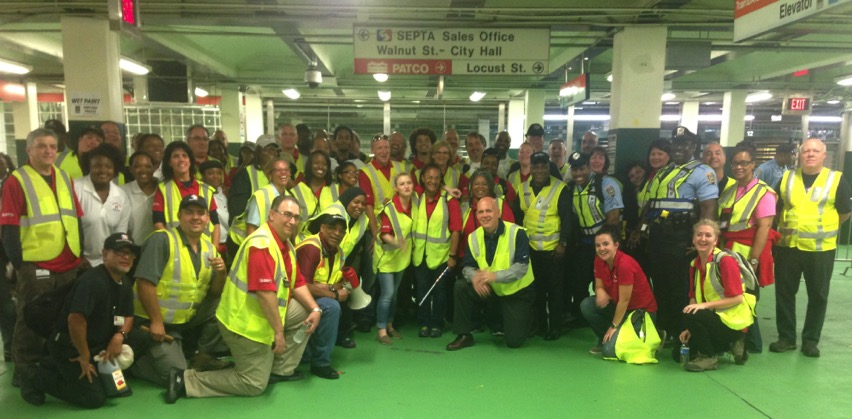 SEPTA Sales Office
Walnut St.- City Hall
PATCO Locust St.
Elevator
WET PAINT
EXIT